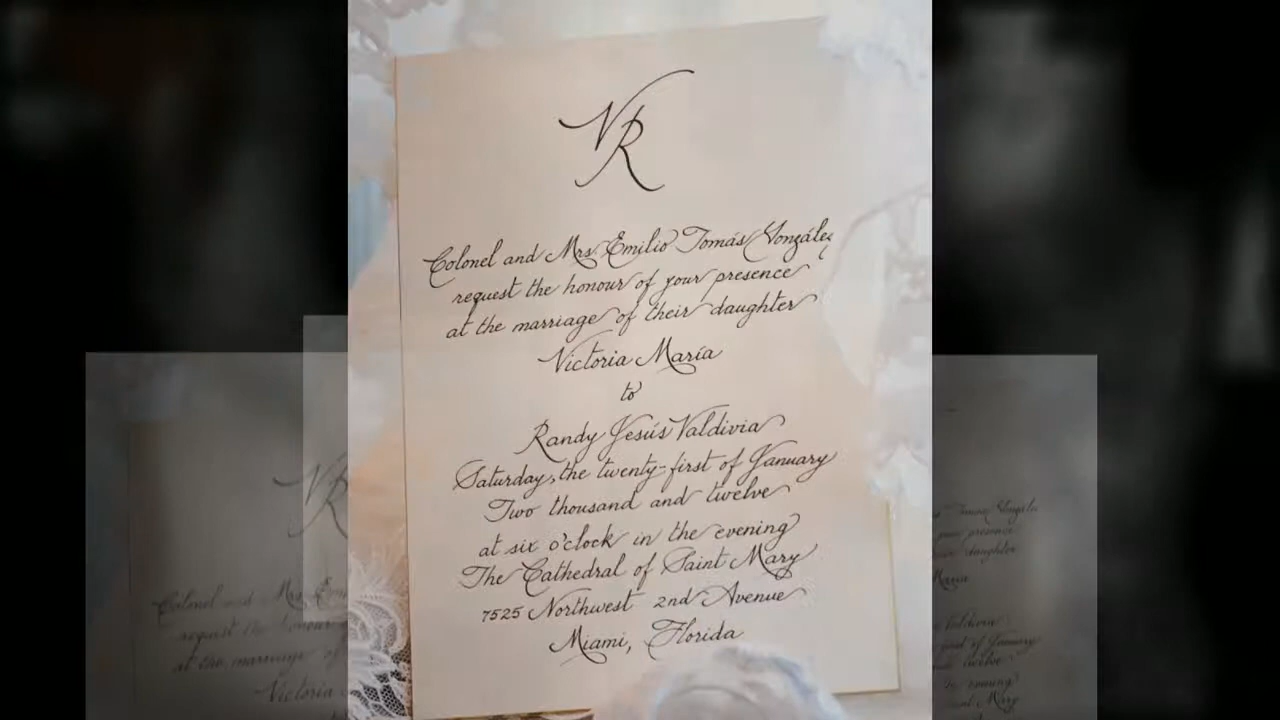 VR
Colonel and Mrs. Emilio Tomás González
request the honour of your presence
at the marriage of their daughter
Victoria María
to
Randy Jesús Valdivia
Saturday, the twenty-first of January
Two thousand and twelve
at six o'clock in the evening
The Cathedral of Saint Mary
7525 Northwest 2nd Avenue
Miami, Florida